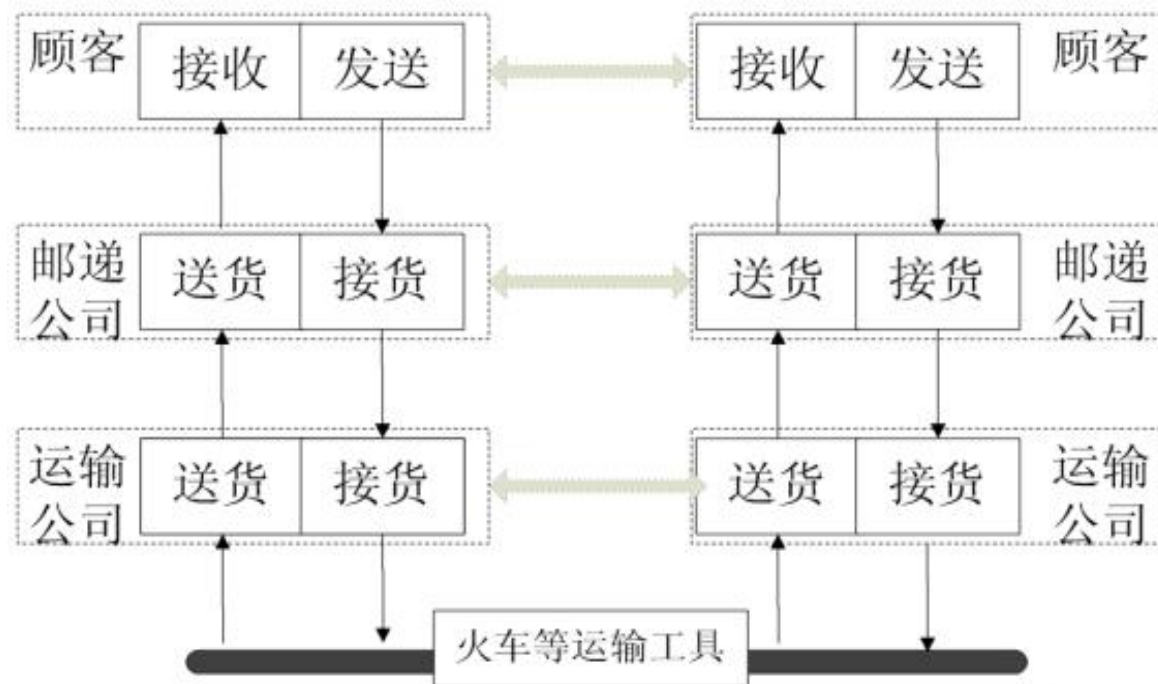 顾客 接收 发送 接收 发送 顾客
邮递 送货 接货 送货 接货 邮递
公司 公司
运输 送货 接货 送货 接货 运输
公司 公司
火车等运输工具